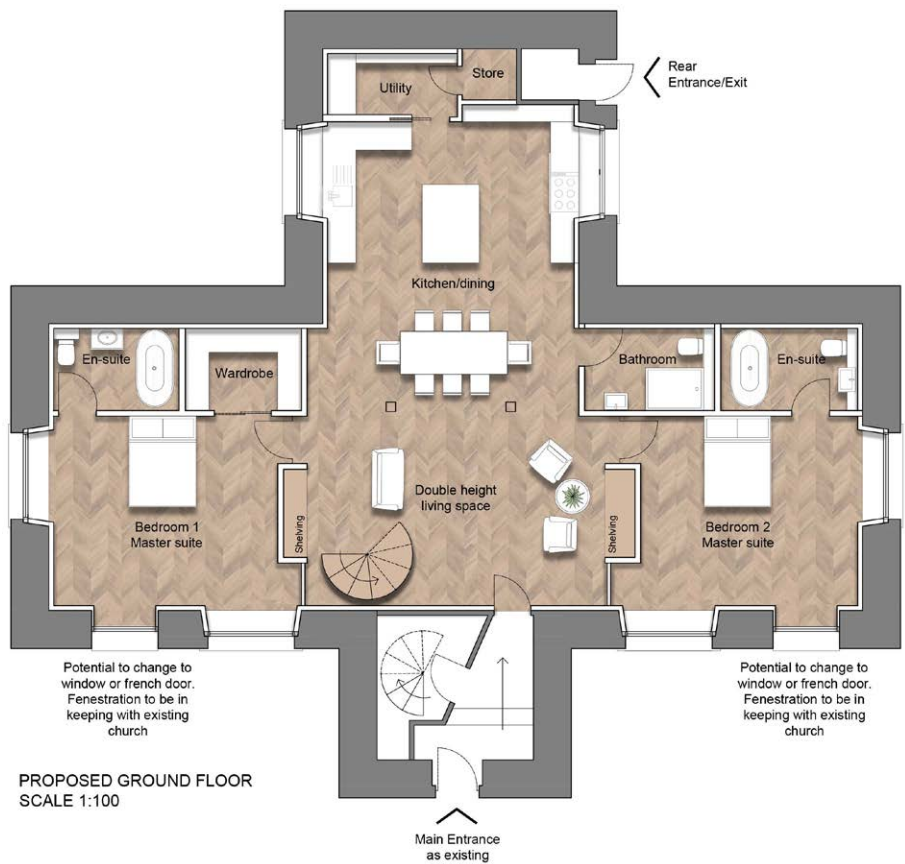 Store
Utility
Rear
Entrance/Exit
Kitchen/dining
En-suite
Wardrobe
Bathroom
En-suite
Double height
living space
Shelving
Shelving
Bedroom 1
Master suite
Bedroom 2
Master suite
Potential to change to
window or french door.
Fenestration to be in
keeping with existing
church
Potential to change to
window or french door.
Fenestration to be in
keeping with existing
church
PROPOSED GROUND FLOOR
SCALE 1:100
Main Entrance
as existing